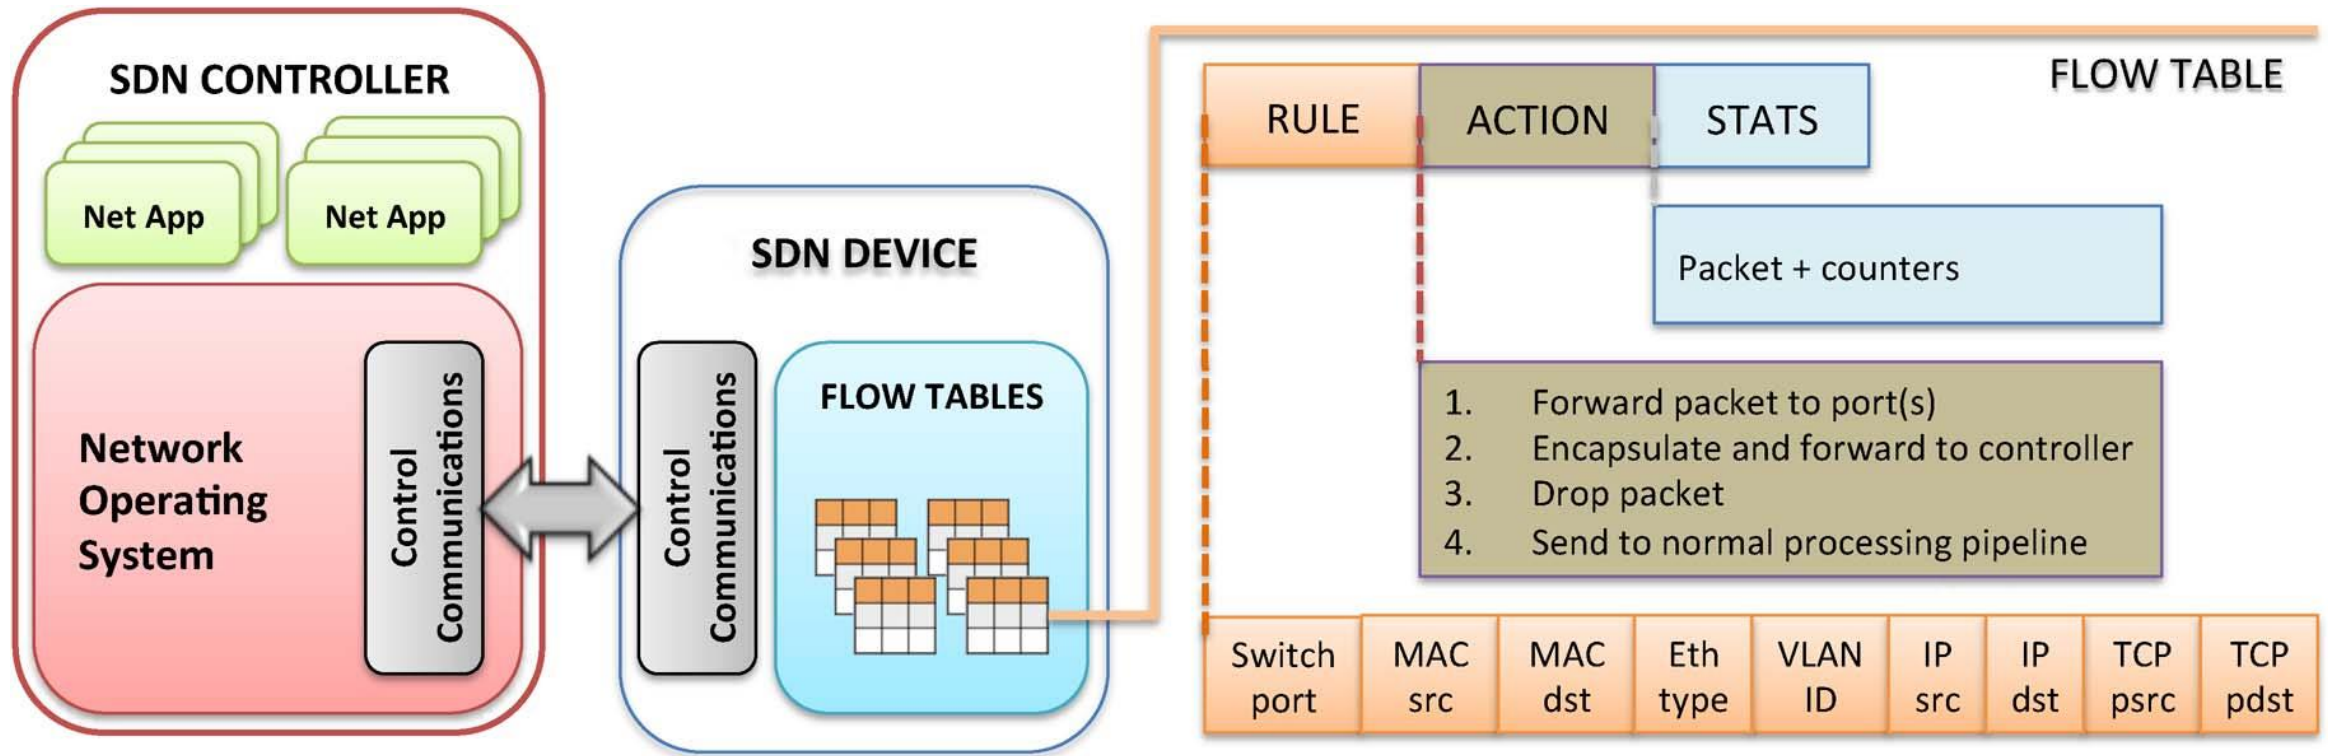 SDN CONTROLLER
Net App
Net App
Network
Operating
System
Control
Communications
SDN DEVICE
Control
Communications
FLOW TABLES
FLOW TABLE
RULE
ACTION
STATS
Packet + counters
1. Forward packet to port(s)
2. Encapsulate and forward to controller
3. Drop packet
4. Send to normal processing pipeline
Switch
port
MAC
src
MAC
dst
Eth
type
VLAN
ID
IP
src
IP
dst
TCP
psrc
TCP
pdst